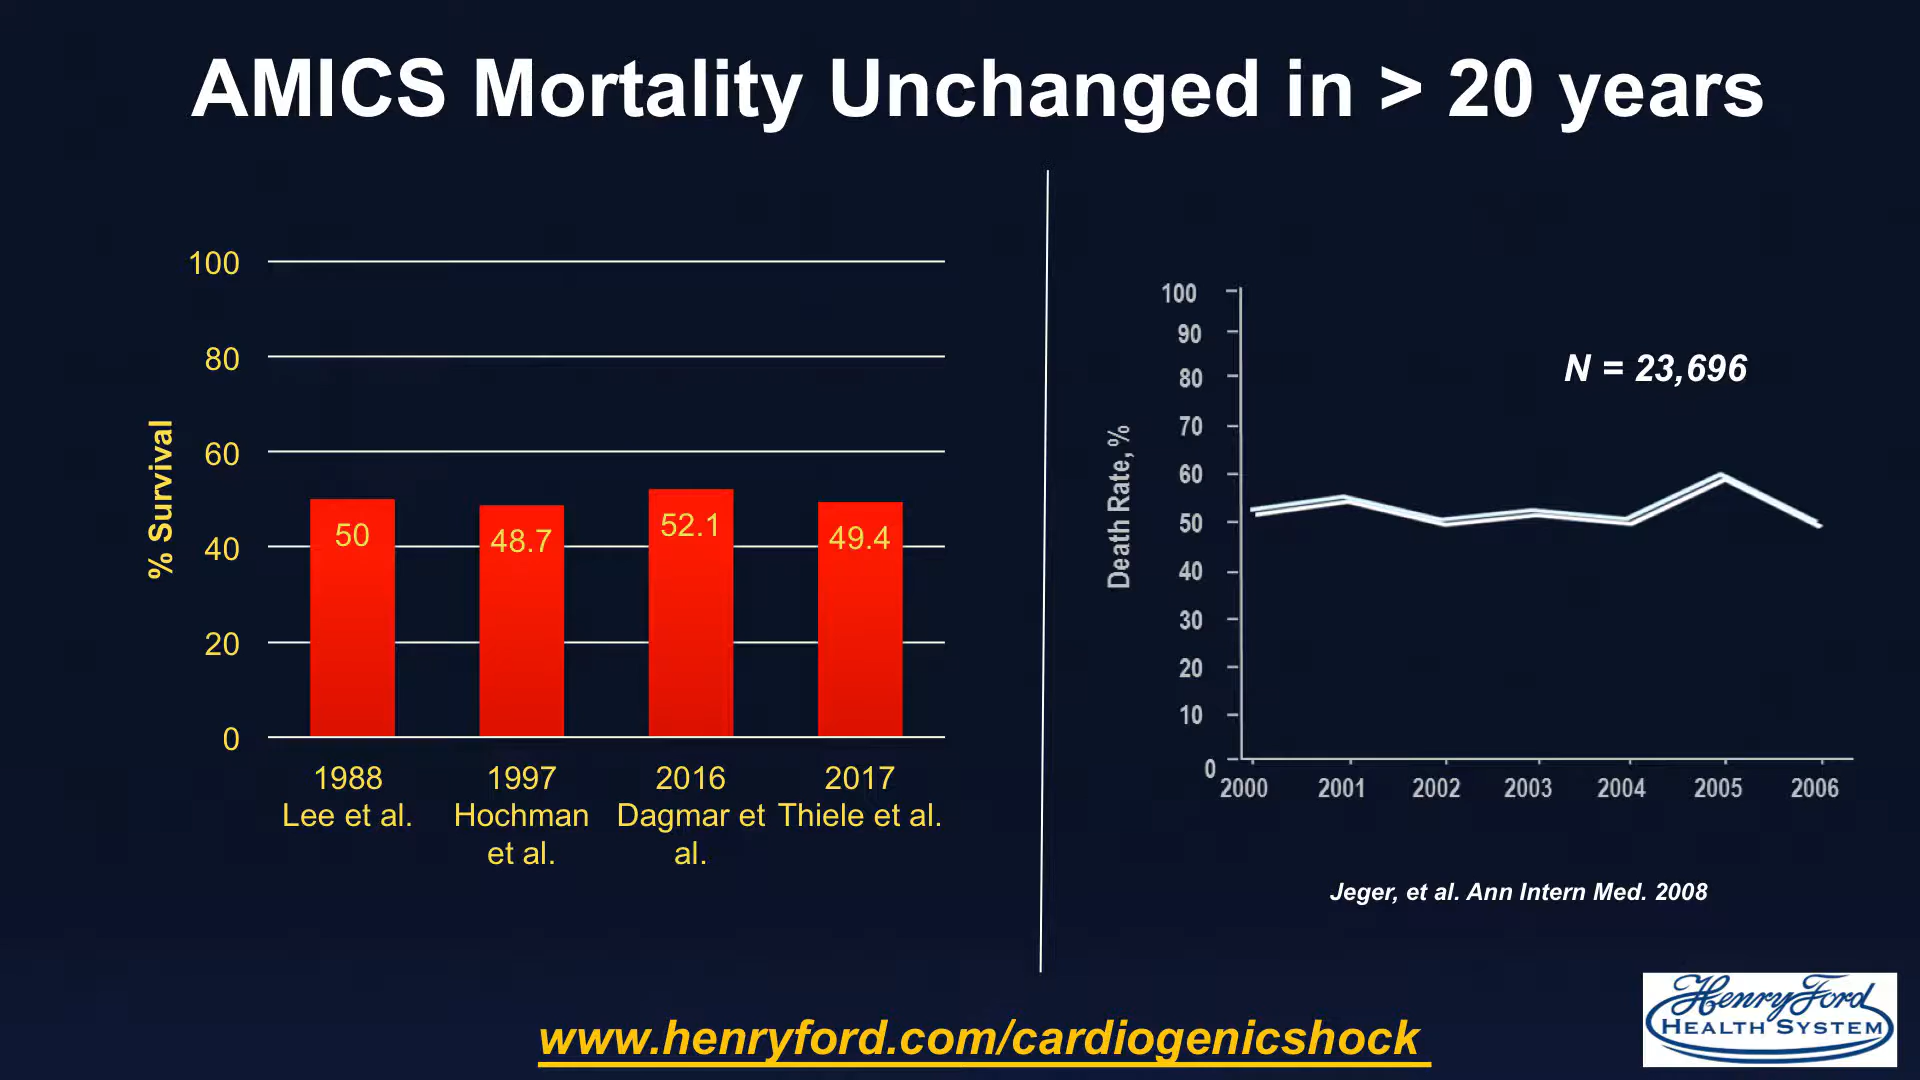 AMICS Mortality Unchanged in > 20 years
% Survival
100
80
60
40
20
0
50
48.7
52.1
49.4
1988
Lee et al.
1997
Hochman
et al.
2016
Dagmar et
al.
2017
Thiele et al.
Death Rate, %
100
90
80
70
60
50
40
30
20
10
0
N = 23,696
2000 2001 2002 2003 2004 2005 2006
Jeger, et al. Ann Intern Med. 2008
www.henryford.com/cardiogenicshock
Henry Ford
HEALTH SYSTEM